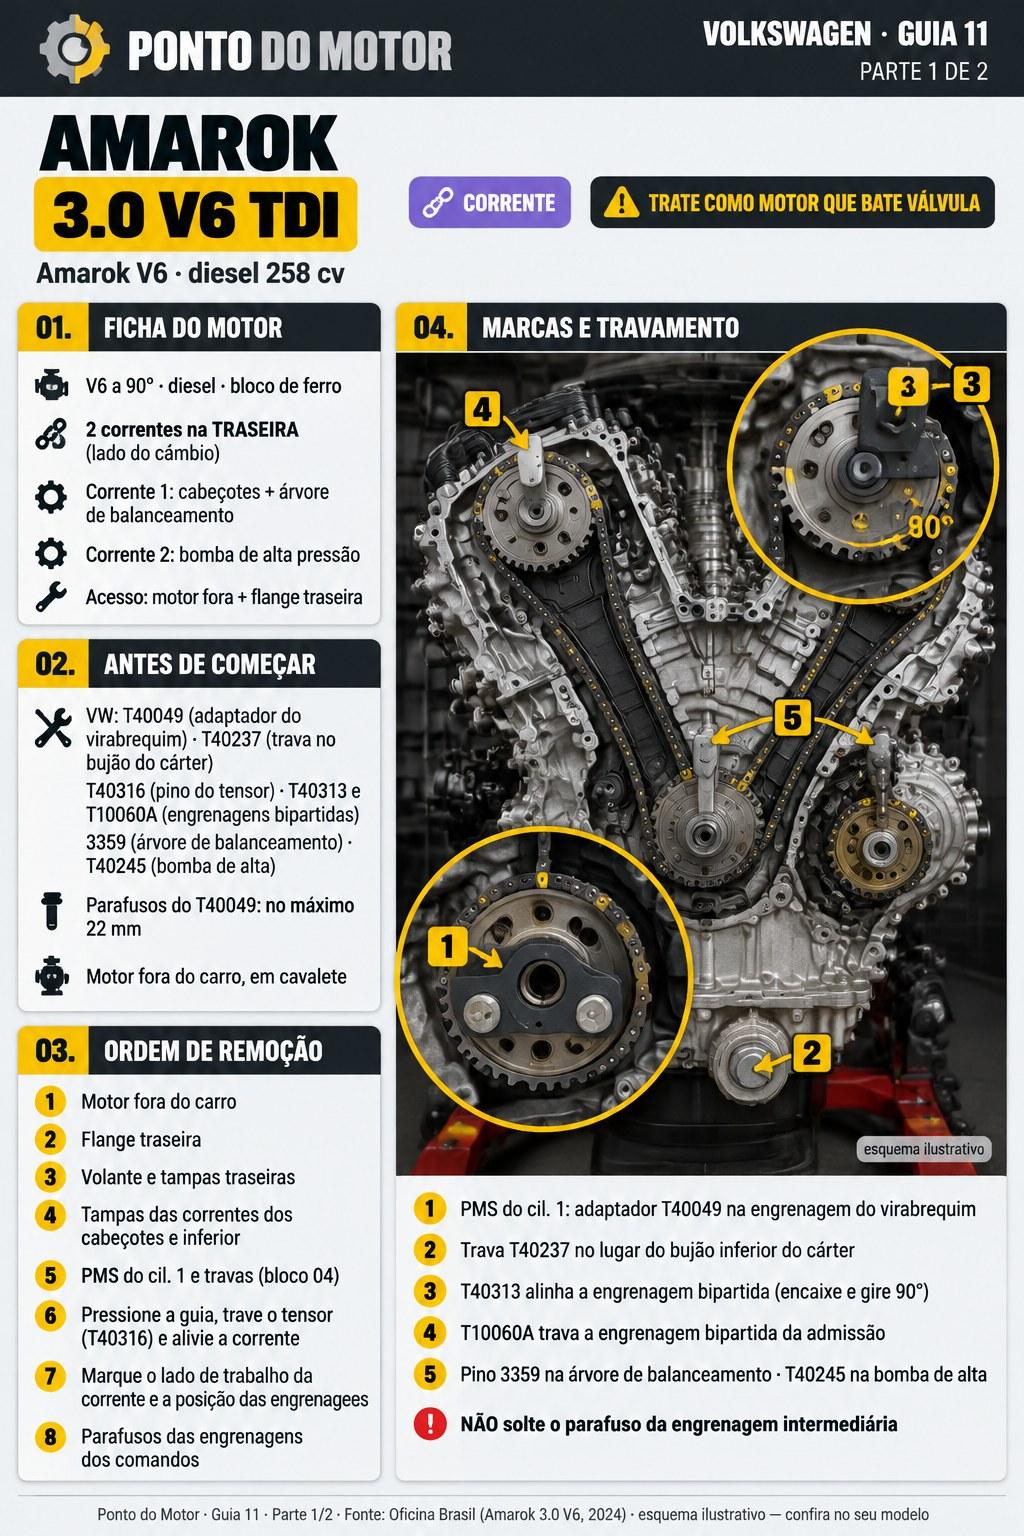 PONTO DO MOTOR
VOLKSWAGEN · GUIA 11
PARTE 1 DE 2
AMAROK
3.0 V6 TDI
Amarok V6 · diesel 258 cv
CORRENTE
TRATE COMO MOTOR QUE BATE VÁLVULA
01. FICHA DO MOTOR
V6 a 90° · diesel · bloco de ferro
2 correntes na TRASEIRA
(lado do cámbio)
Corrente 1: cabeçotes + árvore
de balanceamento
Corrente 2: bomba de alta pressão
Acesso: motor fora + flange traseira
02. ANTES DE COMEÇAR
VW: T40049 (adaptador do
virabrequim) · T40237 (trava no
bujão do cárter)
T40316 (pino do tensor) · T40313 e
T10060A (engrenagens bipartidas)
3359 (árvore de balanceamento) ·
T40245 (bomba de alta)
Parafusos do T40049: no máximo
22 mm
Motor fora do carro, em cavalete
03. ORDEM DE REMOÇÃO
1 Motor fora do carro
2 Flange traseira
3 Volante e tampas traseiras
4 Tampas das correntes dos
cabeçotes e inferior
5 PMS do cil. 1 e travas (bloco 04)
6 Pressione a guia, trave o tensor
(T40316) e alivie a corrente
7 Marque o lado de trabalho da
corrente e a posição das engrenagees
8 Parafusos das engrenagens
dos comandos
04. MARCAS E TRAVAMENTO
4
3
3
90°
5
1
2
esquema ilustrativo
1 PMS do cil. 1: adaptador T40049 na engrenagem do virabrequim
2 Trava T40237 no lugar do bujão inferior do cárter
3 T40313 alinha a engrenagem bipartida (encaixe e gire 90°)
4 T10060A trava a engrenagem bipartida da admissão
5 Pino 3359 na árvore de balanceamento · T40245 na bomba de alta
! NÃO solte o parafuso da engrenagem intermediária
Ponto do Motor · Guia 11 · Parte 1/2 · Fonte: Oficina Brasil (Amarok 3.0 V6, 2024) · esquema ilustrativo — confira no seu modelo